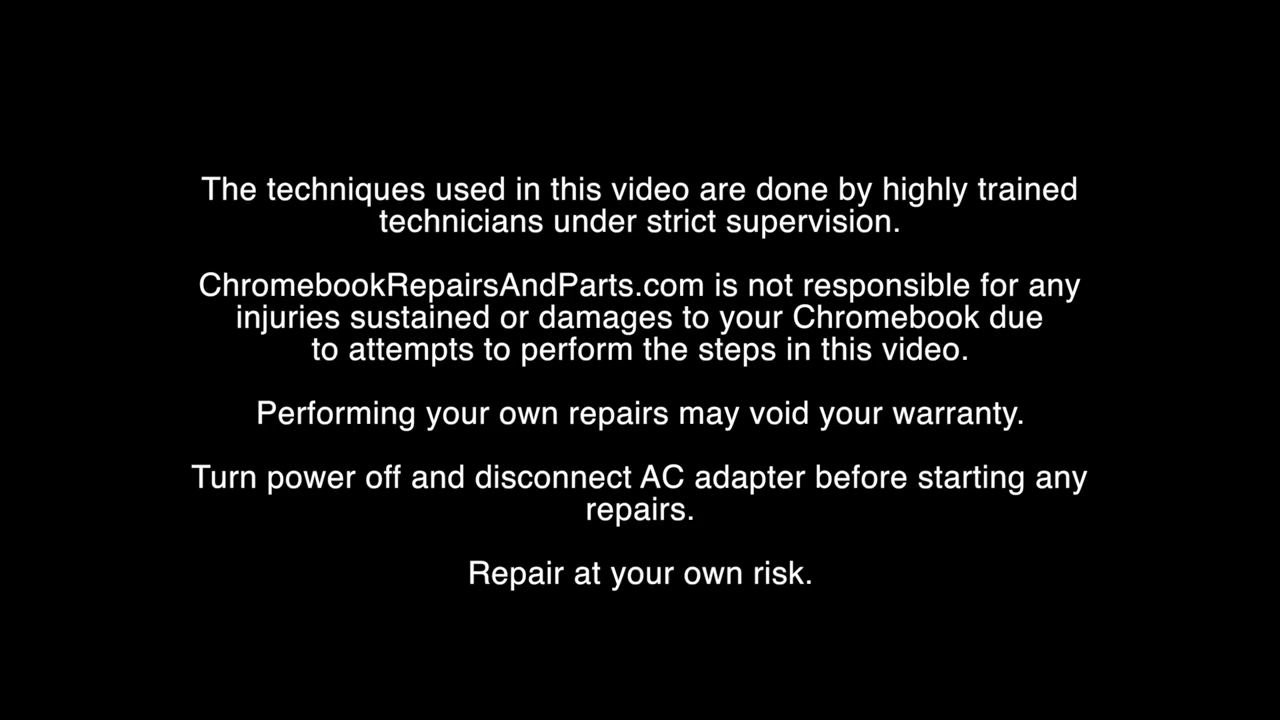 The techniques used in this video are done by highly trained
technicians under strict supervision.
ChromebookRepairsAndParts.com is not responsible for any
injuries sustained or damages to your Chromebook due
to attempts to perform the steps in this video.
Performing your own repairs may void your warranty.
Turn power off and disconnect AC adapter before starting any
repairs.
Repair at your own risk.